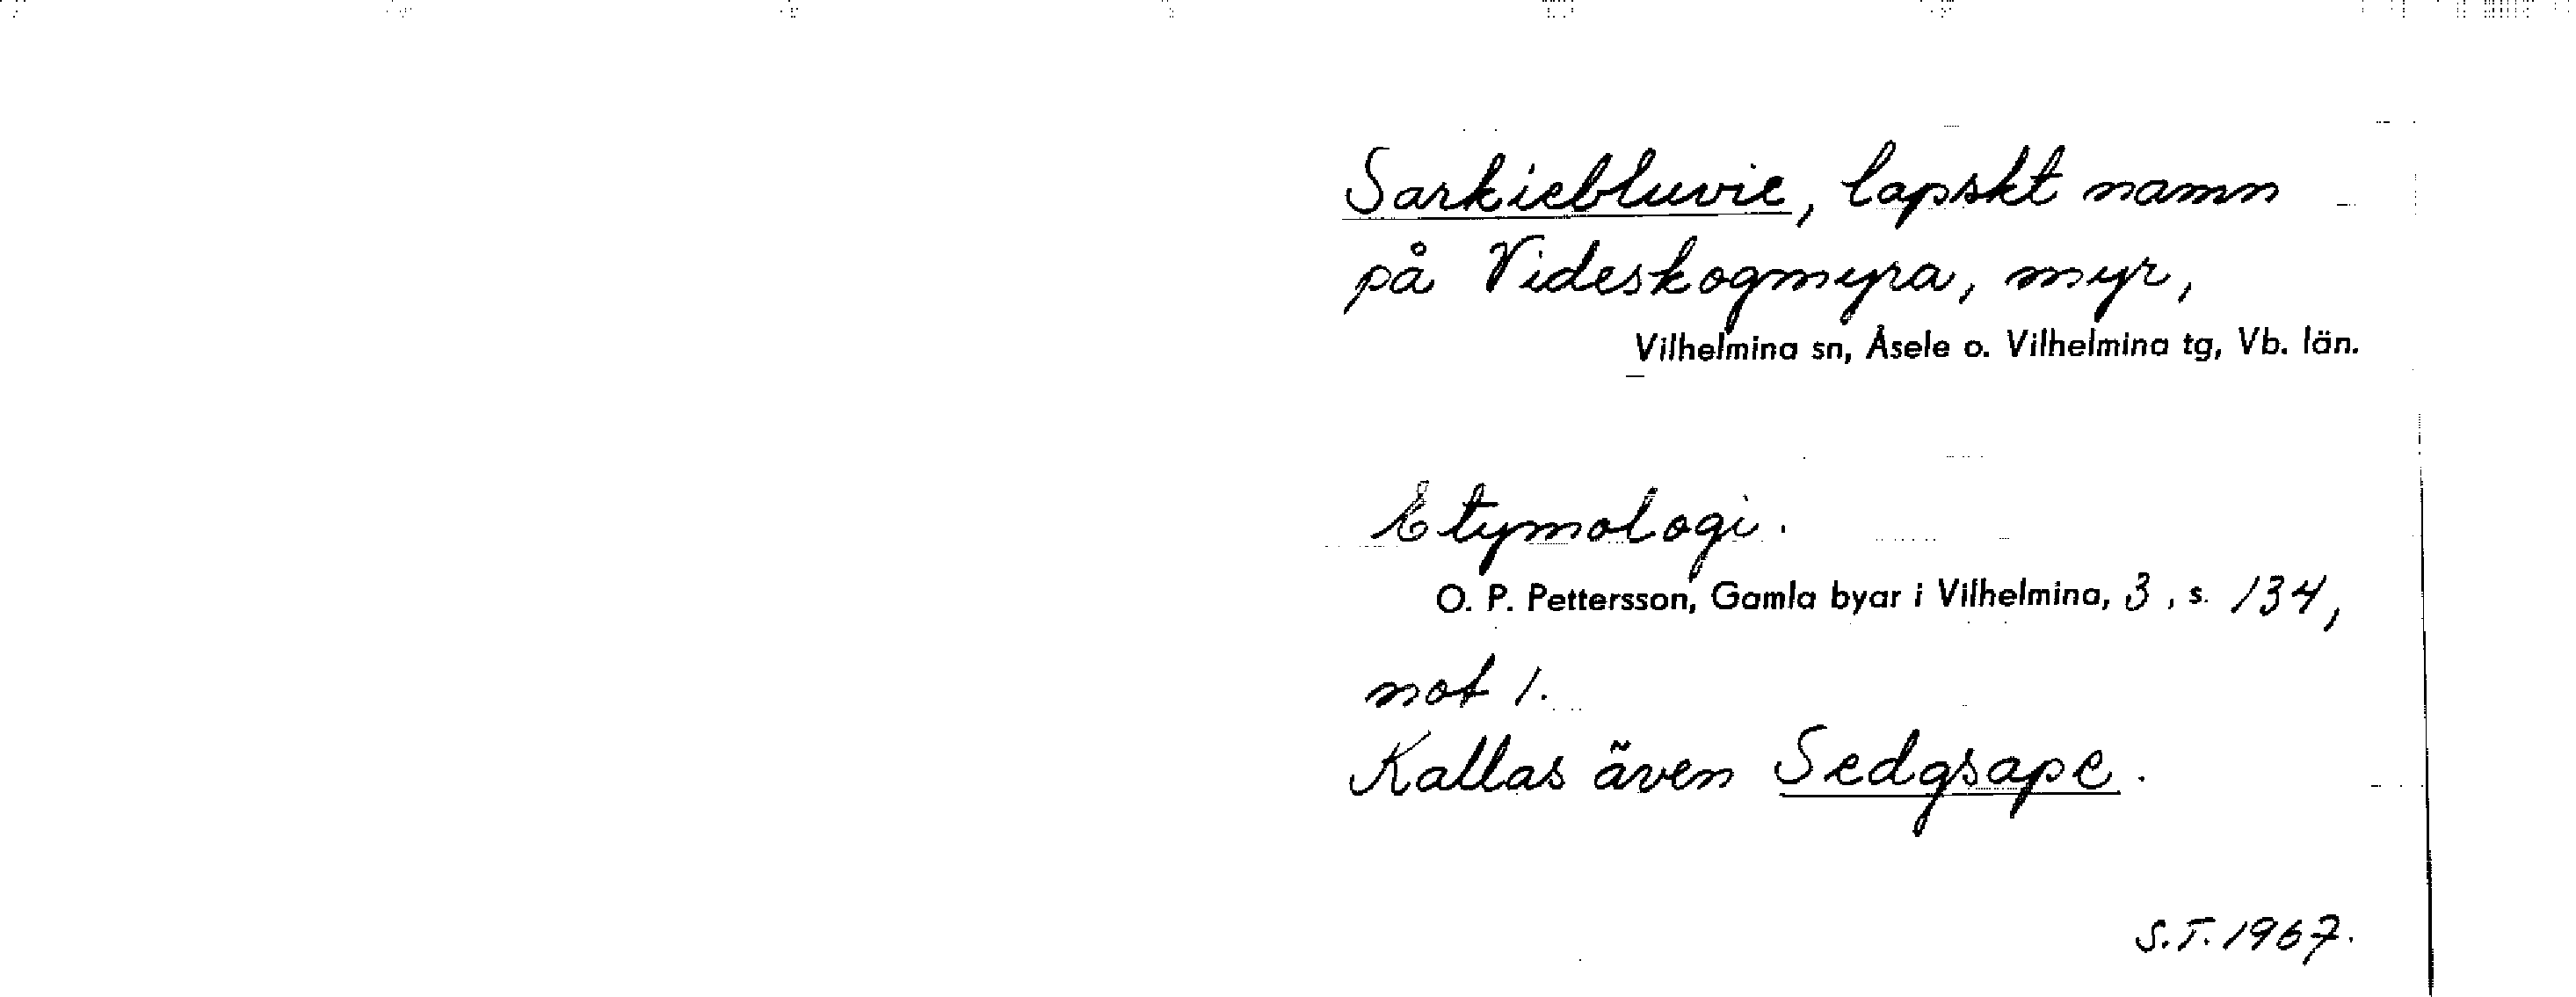 Sarkiebluvie, lapskt namn
på Videskogmyra, myr,
Vilhelmina sn, Åsele o. Vilhelmina tg, Vb. län.
Etymologi.
O. P. Pettersson, Gamla byar i Vilhelmina, 3, s. 134,
not 1.
Kallas även Sedgsape.
S.T. 1967.